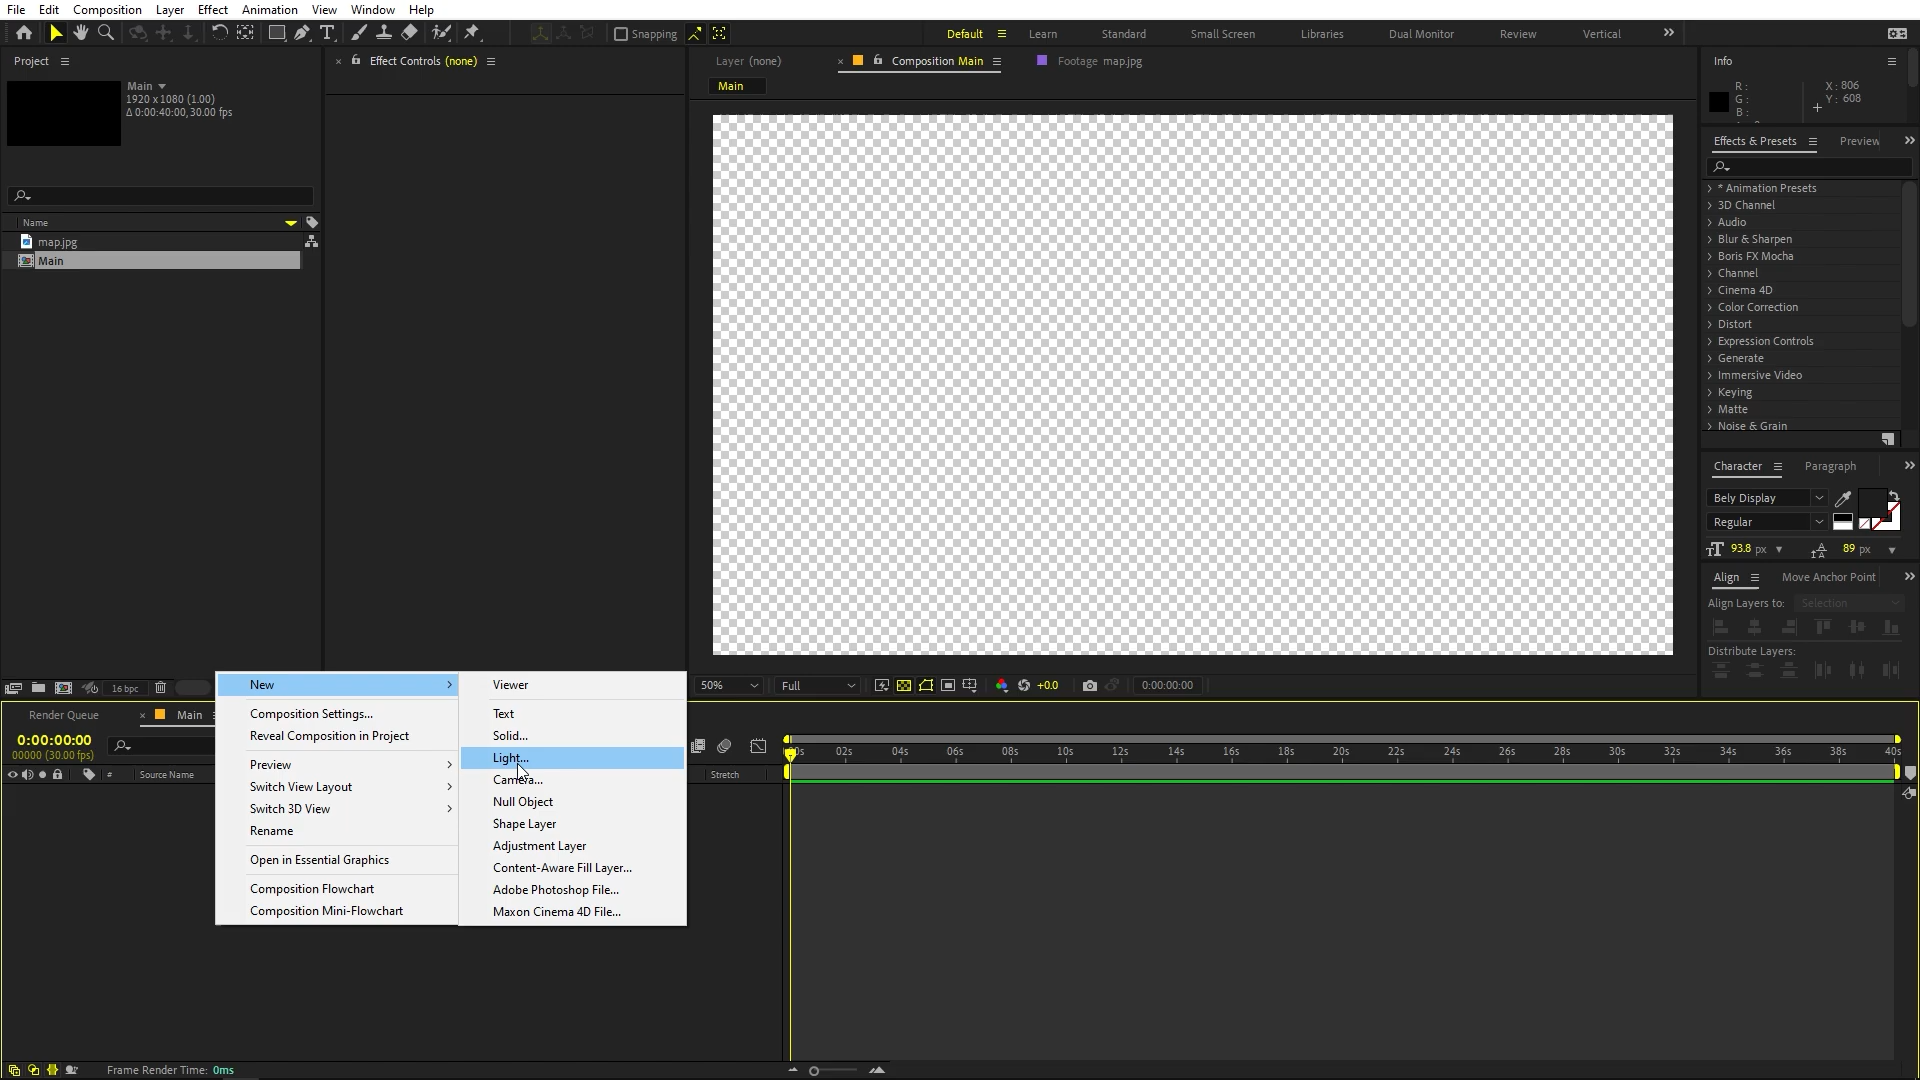 File Edit Composition Layer Effect Animation View Window Help
Snapping
Default Learn Standard Small Screen Libraries Dual Monitor Review Vertical
Project
Main
1920 x 1080 (1.00)
Δ 0:00:40:00, 30.00 fps
Name
map.jpg
Main
16 bpc
Effect Controls (none)
Layer (none)
Composition Main
Footage map.jpg
Main
50%
Full
+0.0
0:00:00:00
Info
R :
G :
B :
X : 806
Y : 608
Effects & Presets
Preview
* Animation Presets
3D Channel
Audio
Blur & Sharpen
Boris FX Mocha
Channel
Cinema 4D
Color Correction
Distort
Expression Controls
Generate
Immersive Video
Keying
Matte
Noise & Grain
Character
Paragraph
Bely Display
Regular
93.8 px
89 px
Align
Move Anchor Point
Align Layers to: Selection
Distribute Layers:
Render Queue
Main
0:00:00:00
00000 (30.00 fps)
# Source Name
Stretch
02s 04s 06s 08s 10s 12s 14s 16s 18s 20s 22s 24s 26s 28s 30s 32s 34s 36s 38s 40s
New
Composition Settings...
Reveal Composition in Project
Preview
Switch View Layout
Switch 3D View
Rename
Open in Essential Graphics
Composition Flowchart
Composition Mini-Flowchart
Viewer
Text
Solid...
Light...
Camera...
Null Object
Shape Layer
Adjustment Layer
Content-Aware Fill Layer...
Adobe Photoshop File...
Maxon Cinema 4D File...
Frame Render Time: 0ms